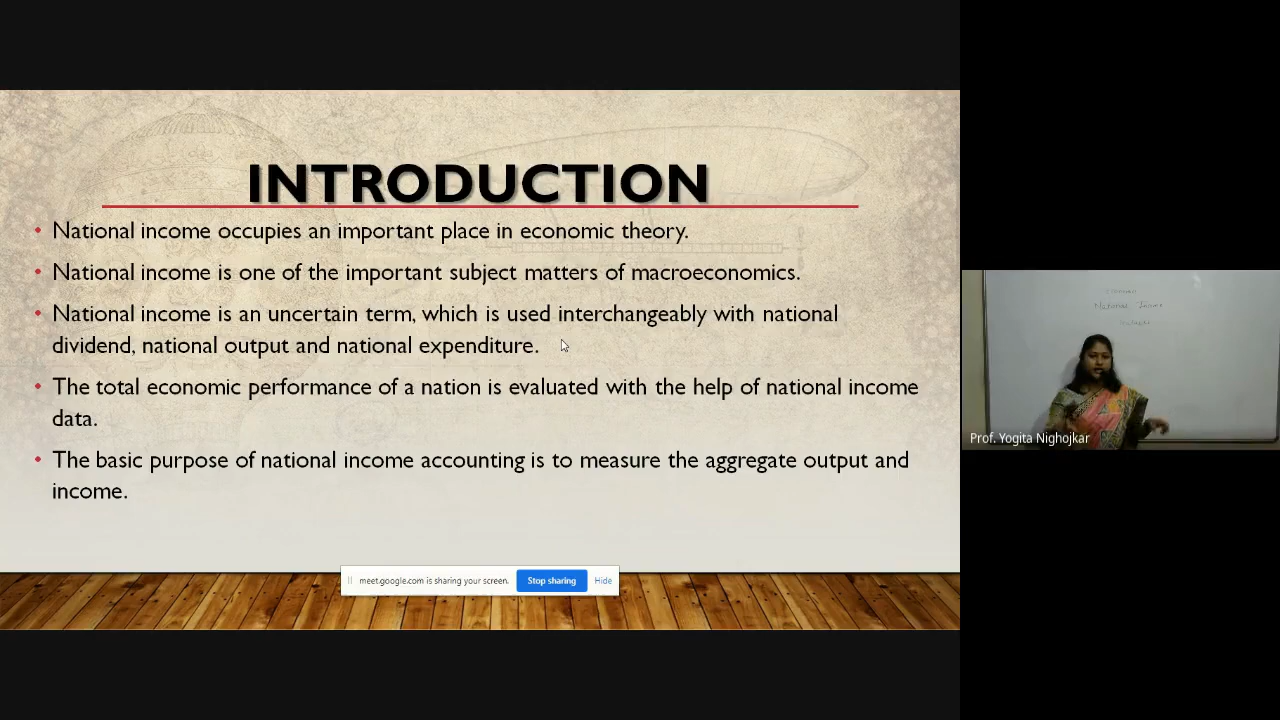 INTRODUCTION
• National income occupies an important place in economic theory.
• National income is one of the important subject matters of macroeconomics.
• National income is an uncertain term, which is used interchangeably with national
dividend, national output and national expenditure.
• The total economic performance of a nation is evaluated with the help of national income
data.
• The basic purpose of national income accounting is to measure the aggregate output and
income.
meet.google.com is sharing your screen. Stop sharing Hide
National Income
Prof. Yogita Nighojkar